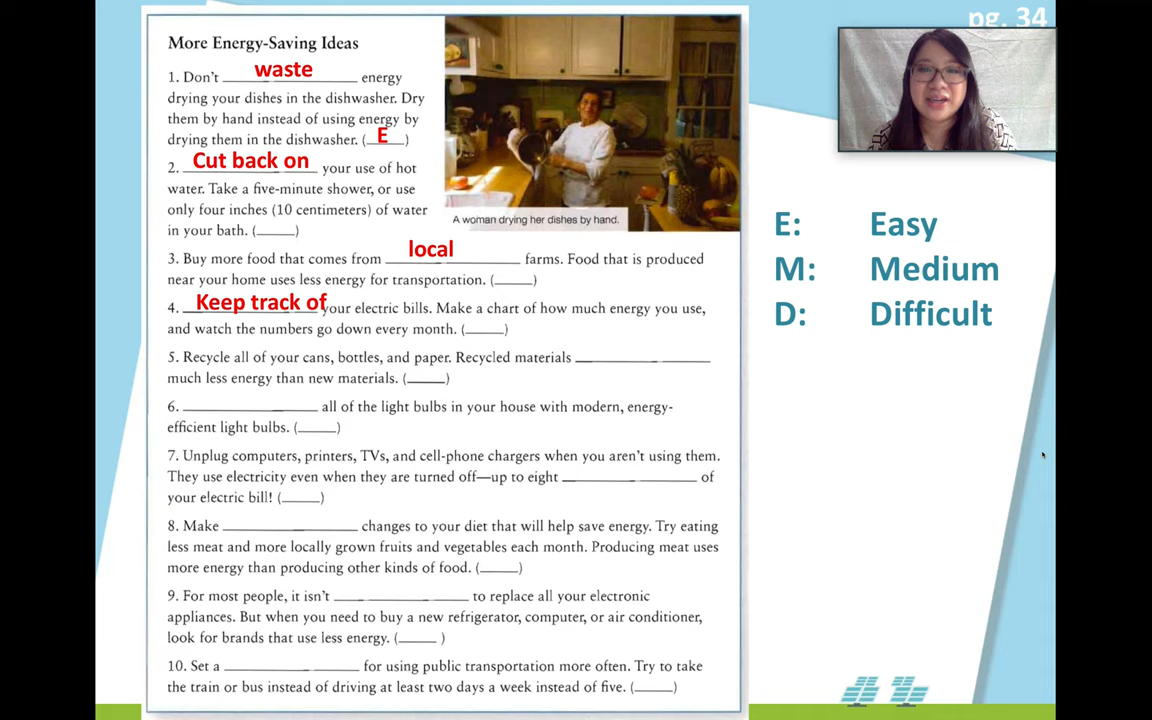 pg. 34
More Energy-Saving Ideas
1. Don't waste energy
drying your dishes in the dishwasher. Dry
them by hand instead of using energy by
drying them in the dishwasher. (E)
2. Cut back on your use of hot
water. Take a five-minute shower, or use
only four inches (10 centimeters) of water
in your bath. (____)
A woman drying her dishes by hand.
3. Buy more food that comes from local farms. Food that is produced
near your home uses less energy for transportation. (____)
4. Keep track of your electric bills. Make a chart of how much energy you use,
and watch the numbers go down every month. (____)
5. Recycle all of your cans, bottles, and paper. Recycled materials ______________
much less energy than new materials. (____)
6. ______________ all of the light bulbs in your house with modern, energy-
efficient light bulbs. (____)
7. Unplug computers, printers, TVs, and cell-phone chargers when you aren't using them.
They use electricity even when they are turned off—up to eight ______________ of
your electric bill! (____)
8. Make ______________ changes to your diet that will help save energy. Try eating
less meat and more locally grown fruits and vegetables each month. Producing meat uses
more energy than producing other kinds of food. (____)
9. For most people, it isn't ______________ to replace all your electronic
appliances. But when you need to buy a new refrigerator, computer, or air conditioner,
look for brands that use less energy. (____ )
10. Set a ______________ for using public transportation more often. Try to take
the train or bus instead of driving at least two days a week instead of five. (____)
E: Easy
M: Medium
D: Difficult